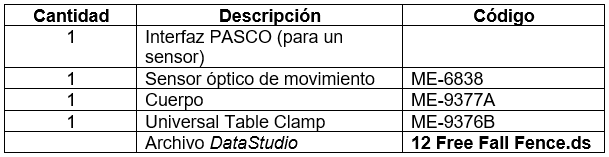 Cantidad Descripción Código
1 Interfaz PASCO (para un
sensor)
1 Sensor óptico de movimiento ME-6838
1 Cuerpo ME-9377A
1 Universal Table Clamp ME-9376B
Archivo DataStudio 12 Free Fall Fence.ds